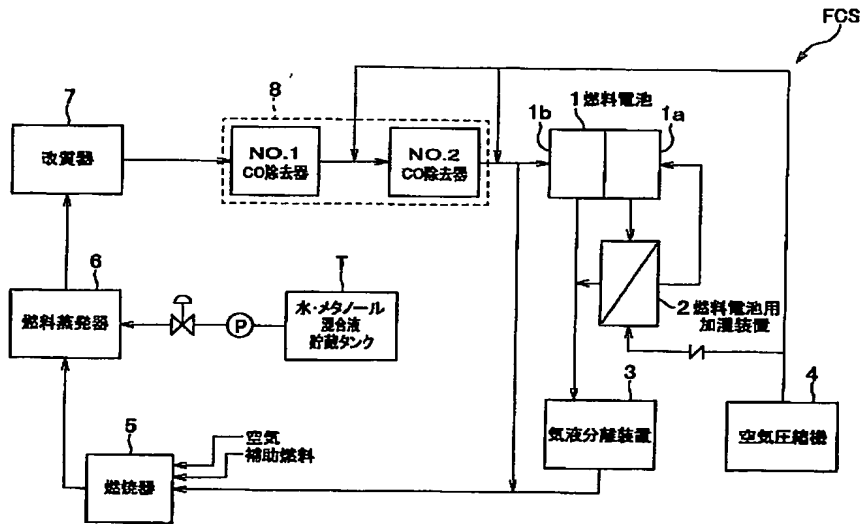 FCS
8
7
改質器
NO.1
CO除去器
NO.2
CO除去器
1燃料電池
1b
1a
6
燃料蒸発器
P
T
水・メタノール
混合液
貯蔵タンク
2燃料電池用
加湿装置
3
気液分離装置
4
空気圧縮機
5
燃焼器
空気
補助燃料